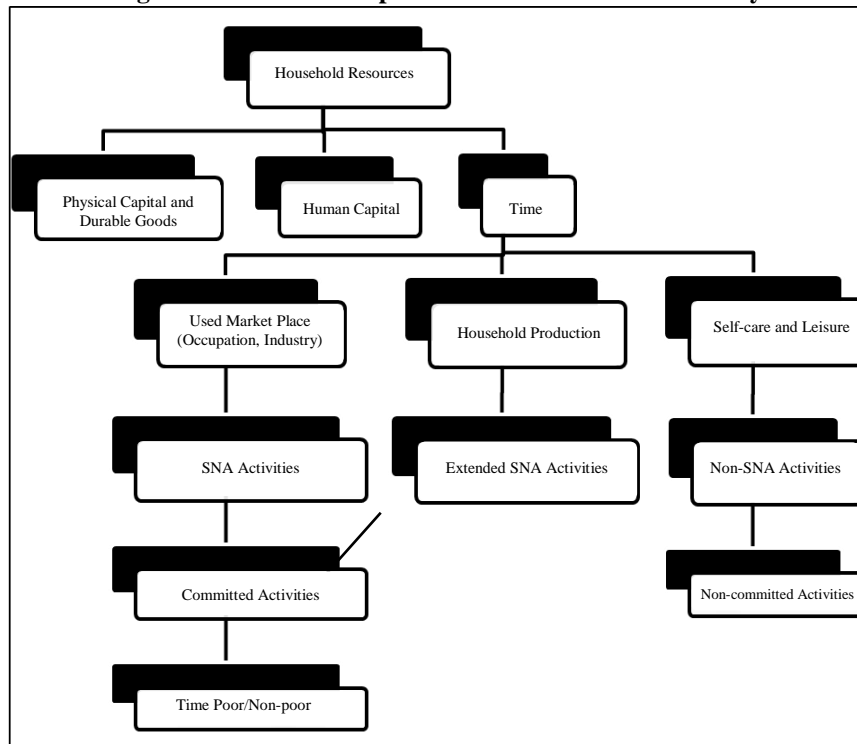 Household Resources
Physical Capital and
Durable Goods
Human Capital
Time
Used Market Place
(Occupation, Industry)
Household Production
Self-care and Leisure
SNA Activities
Extended SNA Activities
Non-SNA Activities
Committed Activities
Non-committed Activities
Time Poor/Non-poor